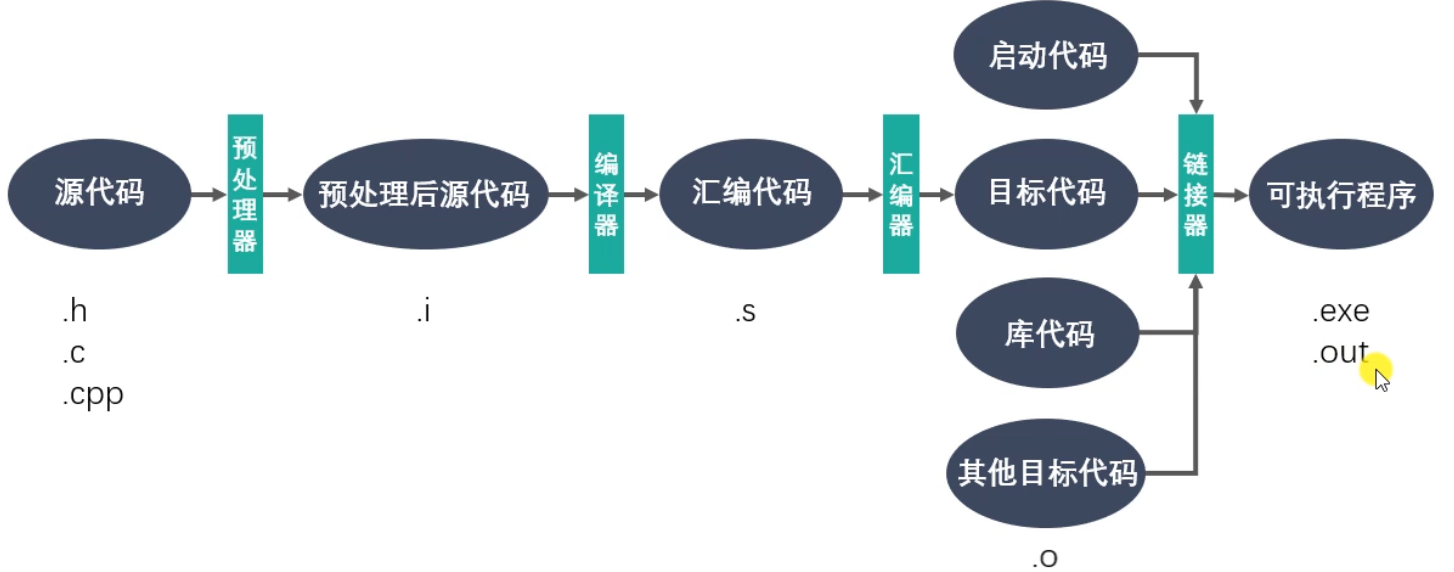 启动代码
源代码
预处理器
预处理后源代码
编译器
汇编代码
汇编器
目标代码
链接器
可执行程序
库代码
其他目标代码
.h
.c
.cpp
.i
.s
.o
.exe
.out